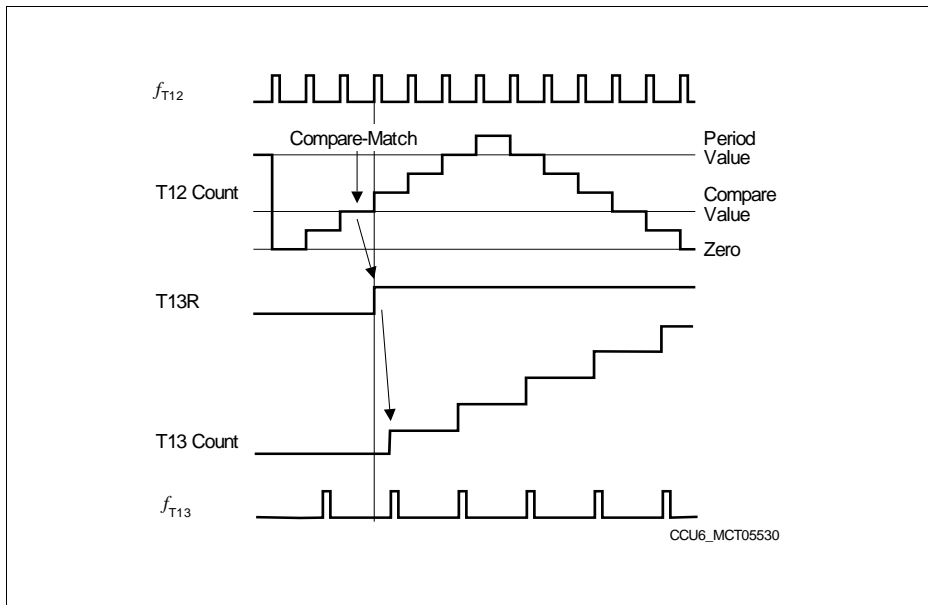 fT12
Compare-Match
Period
Value
T12 Count
Compare
Value
Zero
T13R
T13 Count
fT13
CCU6_MCT05530